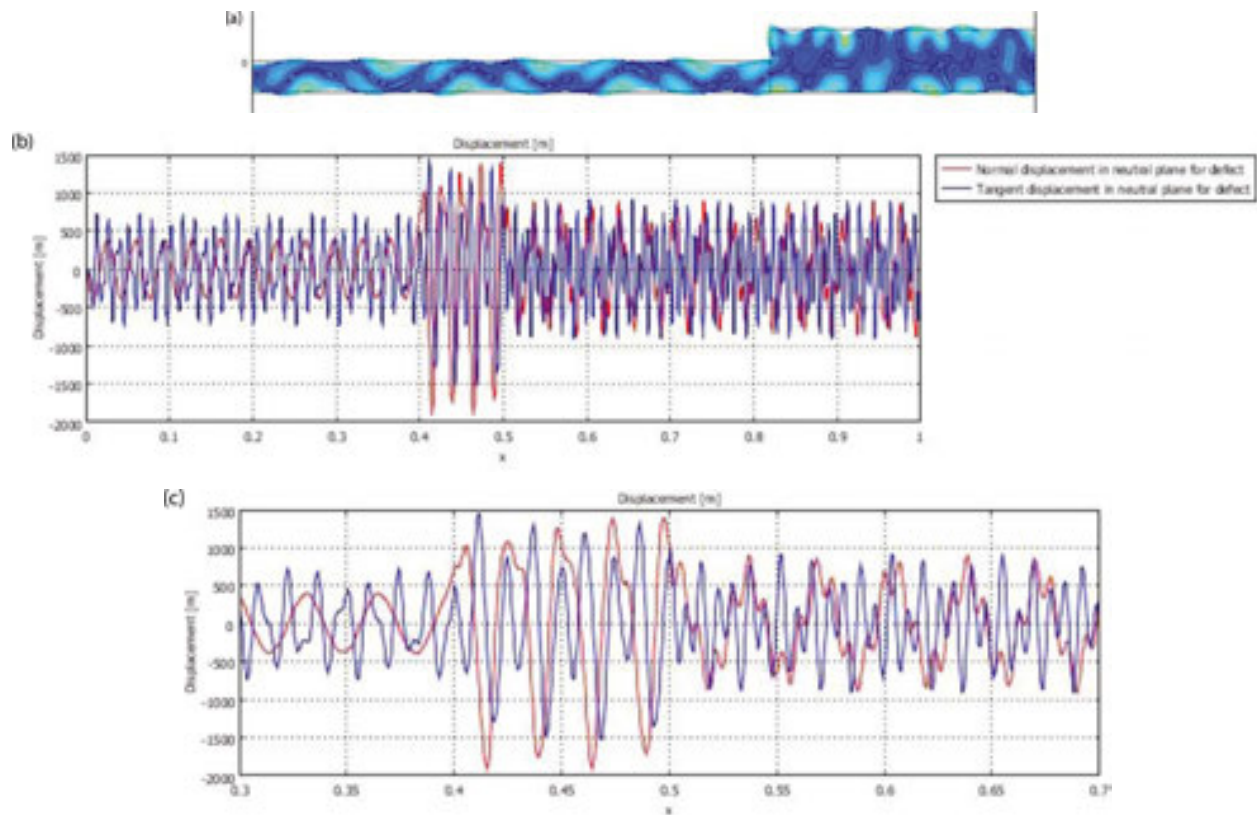 (a)
0
(b)
Displacement [m]
1500
1000
500
0
-500
-1000
-1500
-2000
Displacement [m]
0 0.1 0.2 0.3 0.4 0.5 0.6 0.7 0.8 0.9 1
x
Normal displacement in neutral plane for defect
Tangent displacement in neutral plane for defect
(c)
Displacement [m]
1500
1000
500
0
-500
-1000
-1500
-2000
Displacement [m]
0.3 0.35 0.4 0.45 0.5 0.55 0.6 0.65 0.7
x